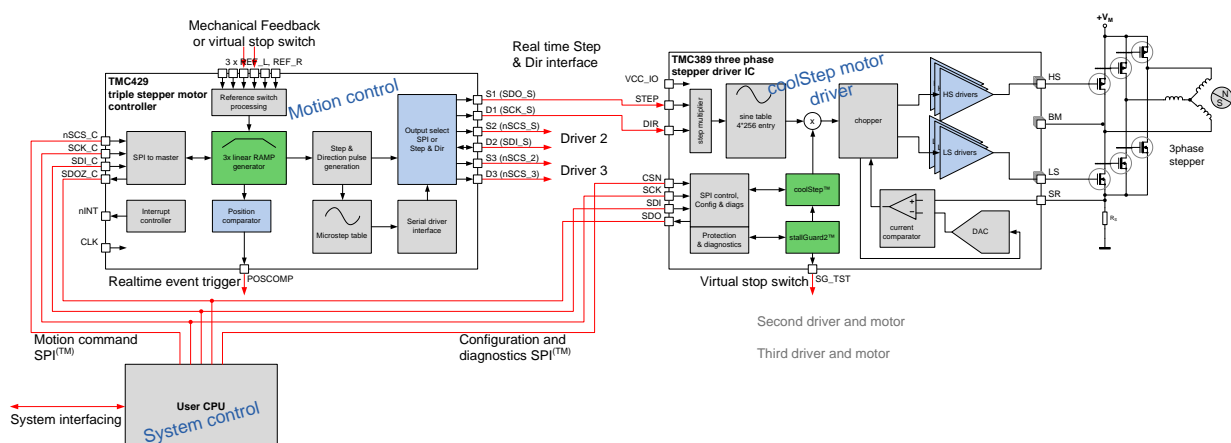 Mechanical Feedback
or virtual stop switch
3 x REF_L, REF_R
TMC429
triple stepper motor
controller
Motion control
Reference switch
processing
nSCS_C
SCK_C
SDI_C
SDOZ_C
nINT
CLK
SPI to master
3x linear RAMP
generator
Step &
Direction pulse
generation
Output select
SPI or
Step & Dir
Interrupt
controller
Position
comparator
Microstep table
Serial driver
interface
S1 (SDO_S)
D1 (SCK_S)
S2 (nSCS_S)
D2 (SDI_S)
S3 (nSCS_2)
D3 (nSCS_3)
Driver 2
Driver 3
Realtime event trigger
POSCOMP
Real time Step
& Dir interface
TMC389 three phase
stepper driver IC
coolStep motor
driver
VCC_IO
STEP
DIR
step multiplier
sine table
4*256 entry
x
chopper
HS drivers
LS drivers
CSN
SCK
SDI
SDO
SPI control,
Config & diags
Protection
& diagnostics
coolStep™
stallGuard2™
current
comparator
DAC
HS
BM
LS
SR
+VM
RS
N
S
3phase
stepper
Virtual stop switch
SG_TST
Second driver and motor
Third driver and motor
Motion command
SPI(TM)
Configuration and
diagnostics SPI(TM)
User CPU
System control
System interfacing